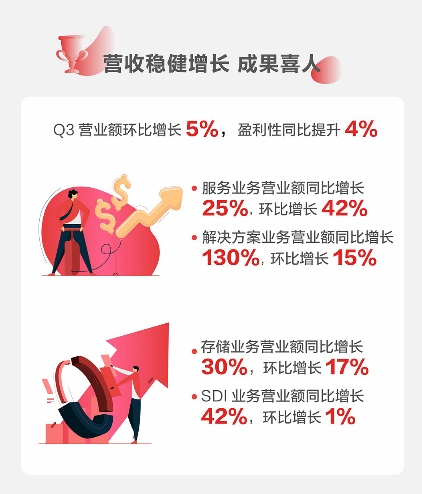 营收稳健增长 成果喜人
Q3 营业额环比增长 5%，盈利性同比提升 4%
服务业务营业额同比增长
25%，环比增长 42%
解决方案业务营业额同比增长
130%，环比增长 15%
存储业务营业额同比增长
30%，环比增长 17%
SDI 业务营业额同比增长
42%，环比增长 1%